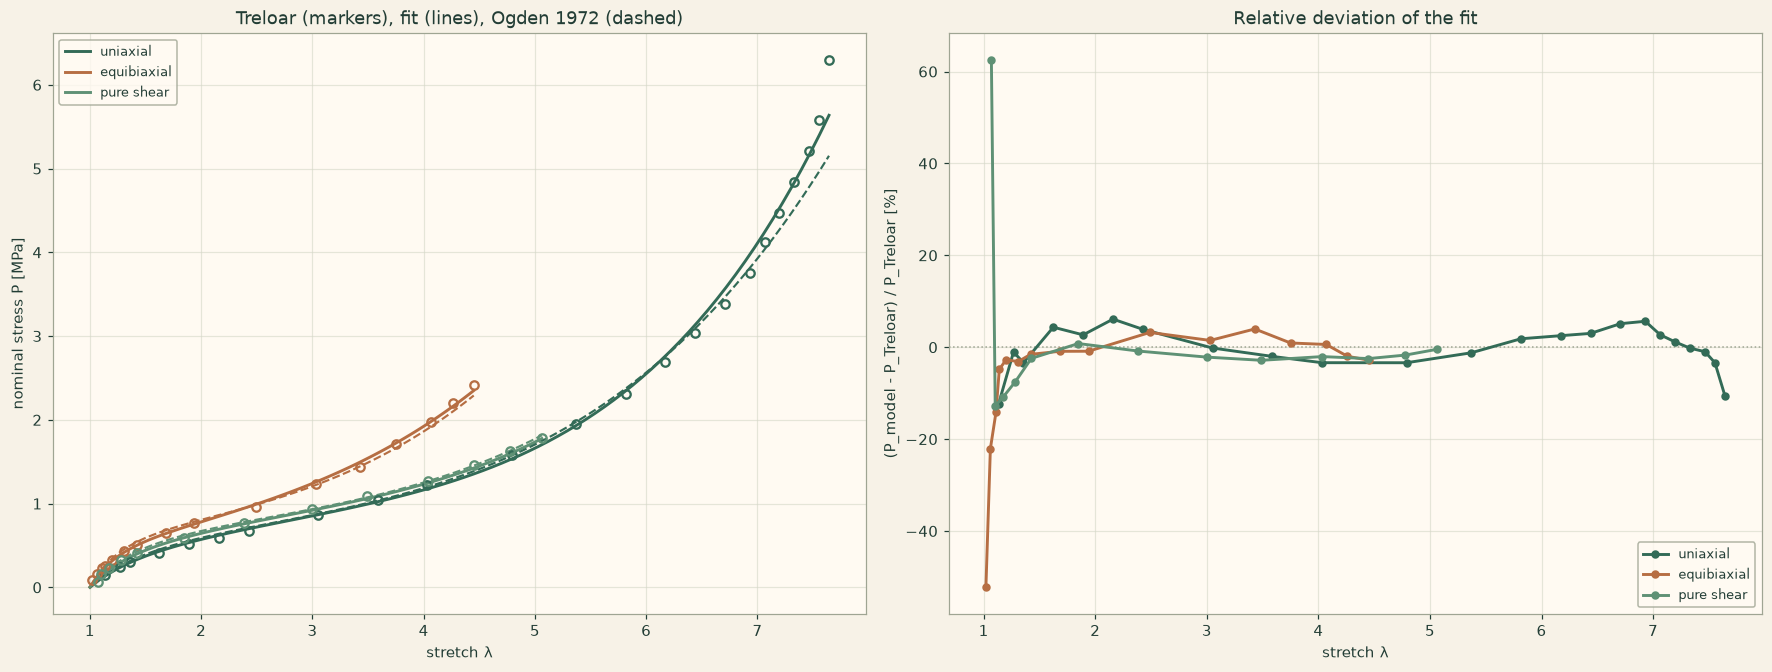 Treloar (markers), fit (lines), Ogden 1972 (dashed)
uniaxial
equibiaxial
pure shear
nominal stress P [MPa]
6
5
4
3
2
1
0
1 2 3 4 5 6 7
stretch λ
Relative deviation of the fit
(P_model - P_Treloar) / P_Treloar [%]
60
40
20
0
−20
−40
uniaxial
equibiaxial
pure shear
1 2 3 4 5 6 7
stretch λ